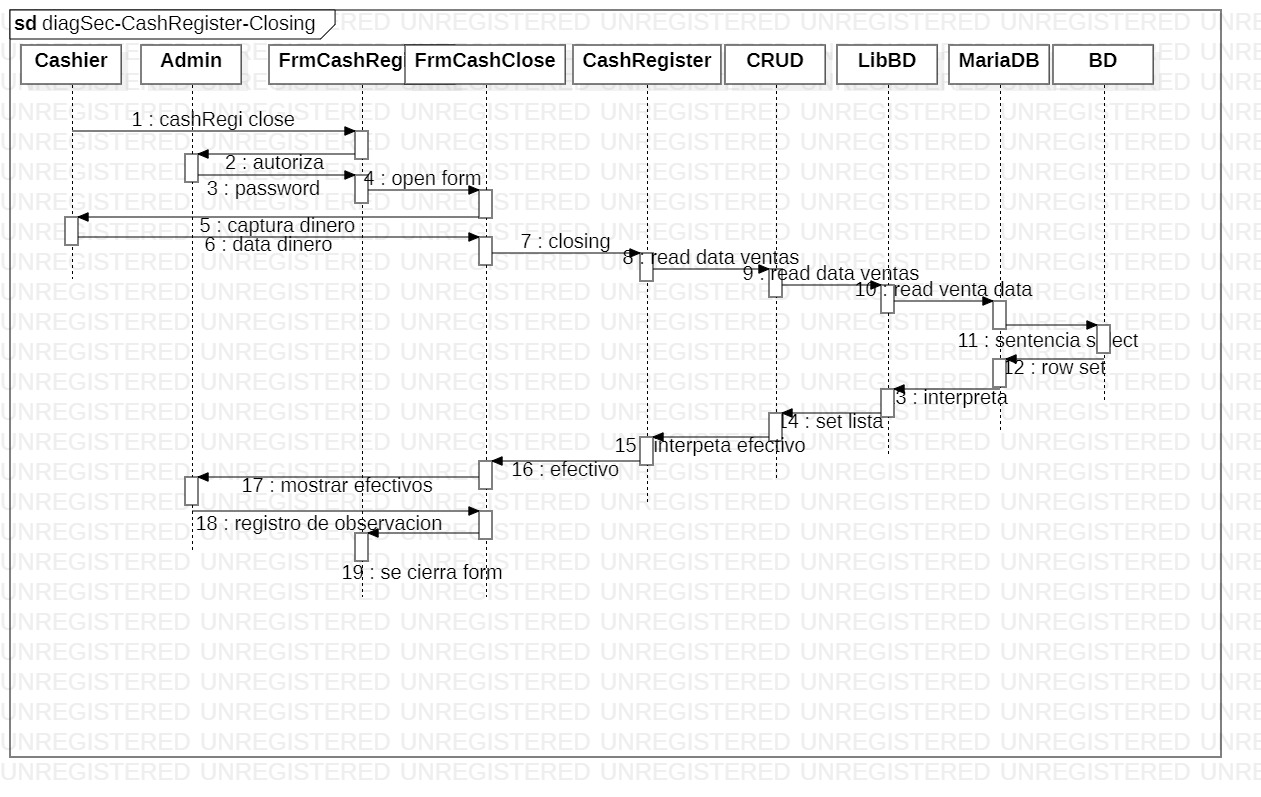 sd diagSec-CashRegister-Closing
Cashier
Admin
FrmCashReg
FrmCashClose
CashRegister
CRUD
LibBD
MariaDB
BD
1 : cashRegi close
2 : autoriza
3 : password
4 : open form
5 : captura dinero
6 : data dinero
7 : closing
8 : read data ventas
9 : read data ventas
10 : read venta data
11 : sentencia s ect
12 : row set
3 : interpreta
14 : set lista
15 interpeta efectivo
16 : efectivo
17 : mostrar efectivos
18 : registro de observacion
19 : se cierra form
UNREGISTERED UNREGISTERED UNREGISTERED UNREGISTERED UNREGISTERED UNREGISTERED